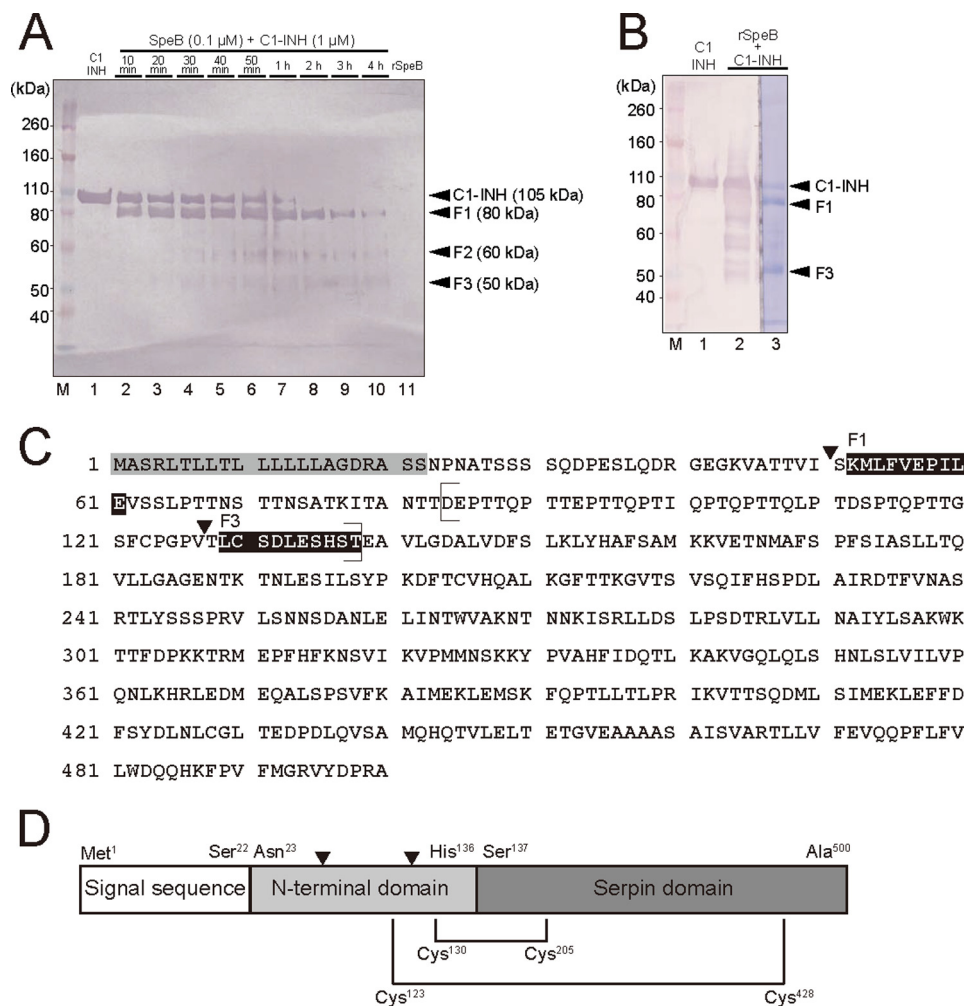 A
SpeB (0.1 μM) + C1-INH (1 μM)
C1 INH 10 min 20 min 30 min 40 min 50 min 1 h 2 h 3 h 4 h rSpeB
(kDa)
260
160
110
80
60
50
40
C1-INH (105 kDa)
F1 (80 kDa)
F2 (60 kDa)
F3 (50 kDa)
M 1 2 3 4 5 6 7 8 9 10 11
B
rSpeB
+
C1 INH C1-INH
(kDa)
260
160
110
80
60
50
40
C1-INH
F1
F3
M 1 2 3
C
F1
1 MASRLTLLTL LLLLLAGDRA SSNPNATSSS SQDPESLQDR GEGKVATTVI SKMLFVEPIL
61 EVSSLPTTNS TTNSATKITA NTTDEPTTQP TTEPTTQPTI QPTQPTTQLP TDSPTQPTTG
F3
121 SFCPGPVTLC SDLESHSTEA VLGDALVDFS LKLYHAFSAM KKVETNMAFS PFSIASLLTQ
181 VLLGAGENTK TNLESILSYP KDFTCVHQAL KGFTTKGVTS VSQIFHSPDL AIRDTFVNAS
241 RTLYSSSPRV LSNNSDANLE LINTWVAKNT NNKISRLLDS LPSDTRLVLL NAIYLSAKWK
301 TTFDPKKTRM EPFHFKNSVI KVPMMNSKKY PVAHFIDQTL KAKVGQLQLS HNLSLVILVP
361 QNLKHRLEDM EQALSPSVFK AIMEKLEMSK FQPTLLTLPR IKVTTSQDML SIMEKLEFFD
421 FSYDLNLCGL TEDPDLQVSA MQHQTVLELT ETGVEAAAAS AISVARTLLV FEVQQPFLFV
481 LWDQQHKFPV FMGRVYDPRA
D
Met1 Ser22 Asn23 His136 Ser137 Ala500
Signal sequence N-terminal domain Serpin domain
Cys130 Cys205
Cys123 Cys428